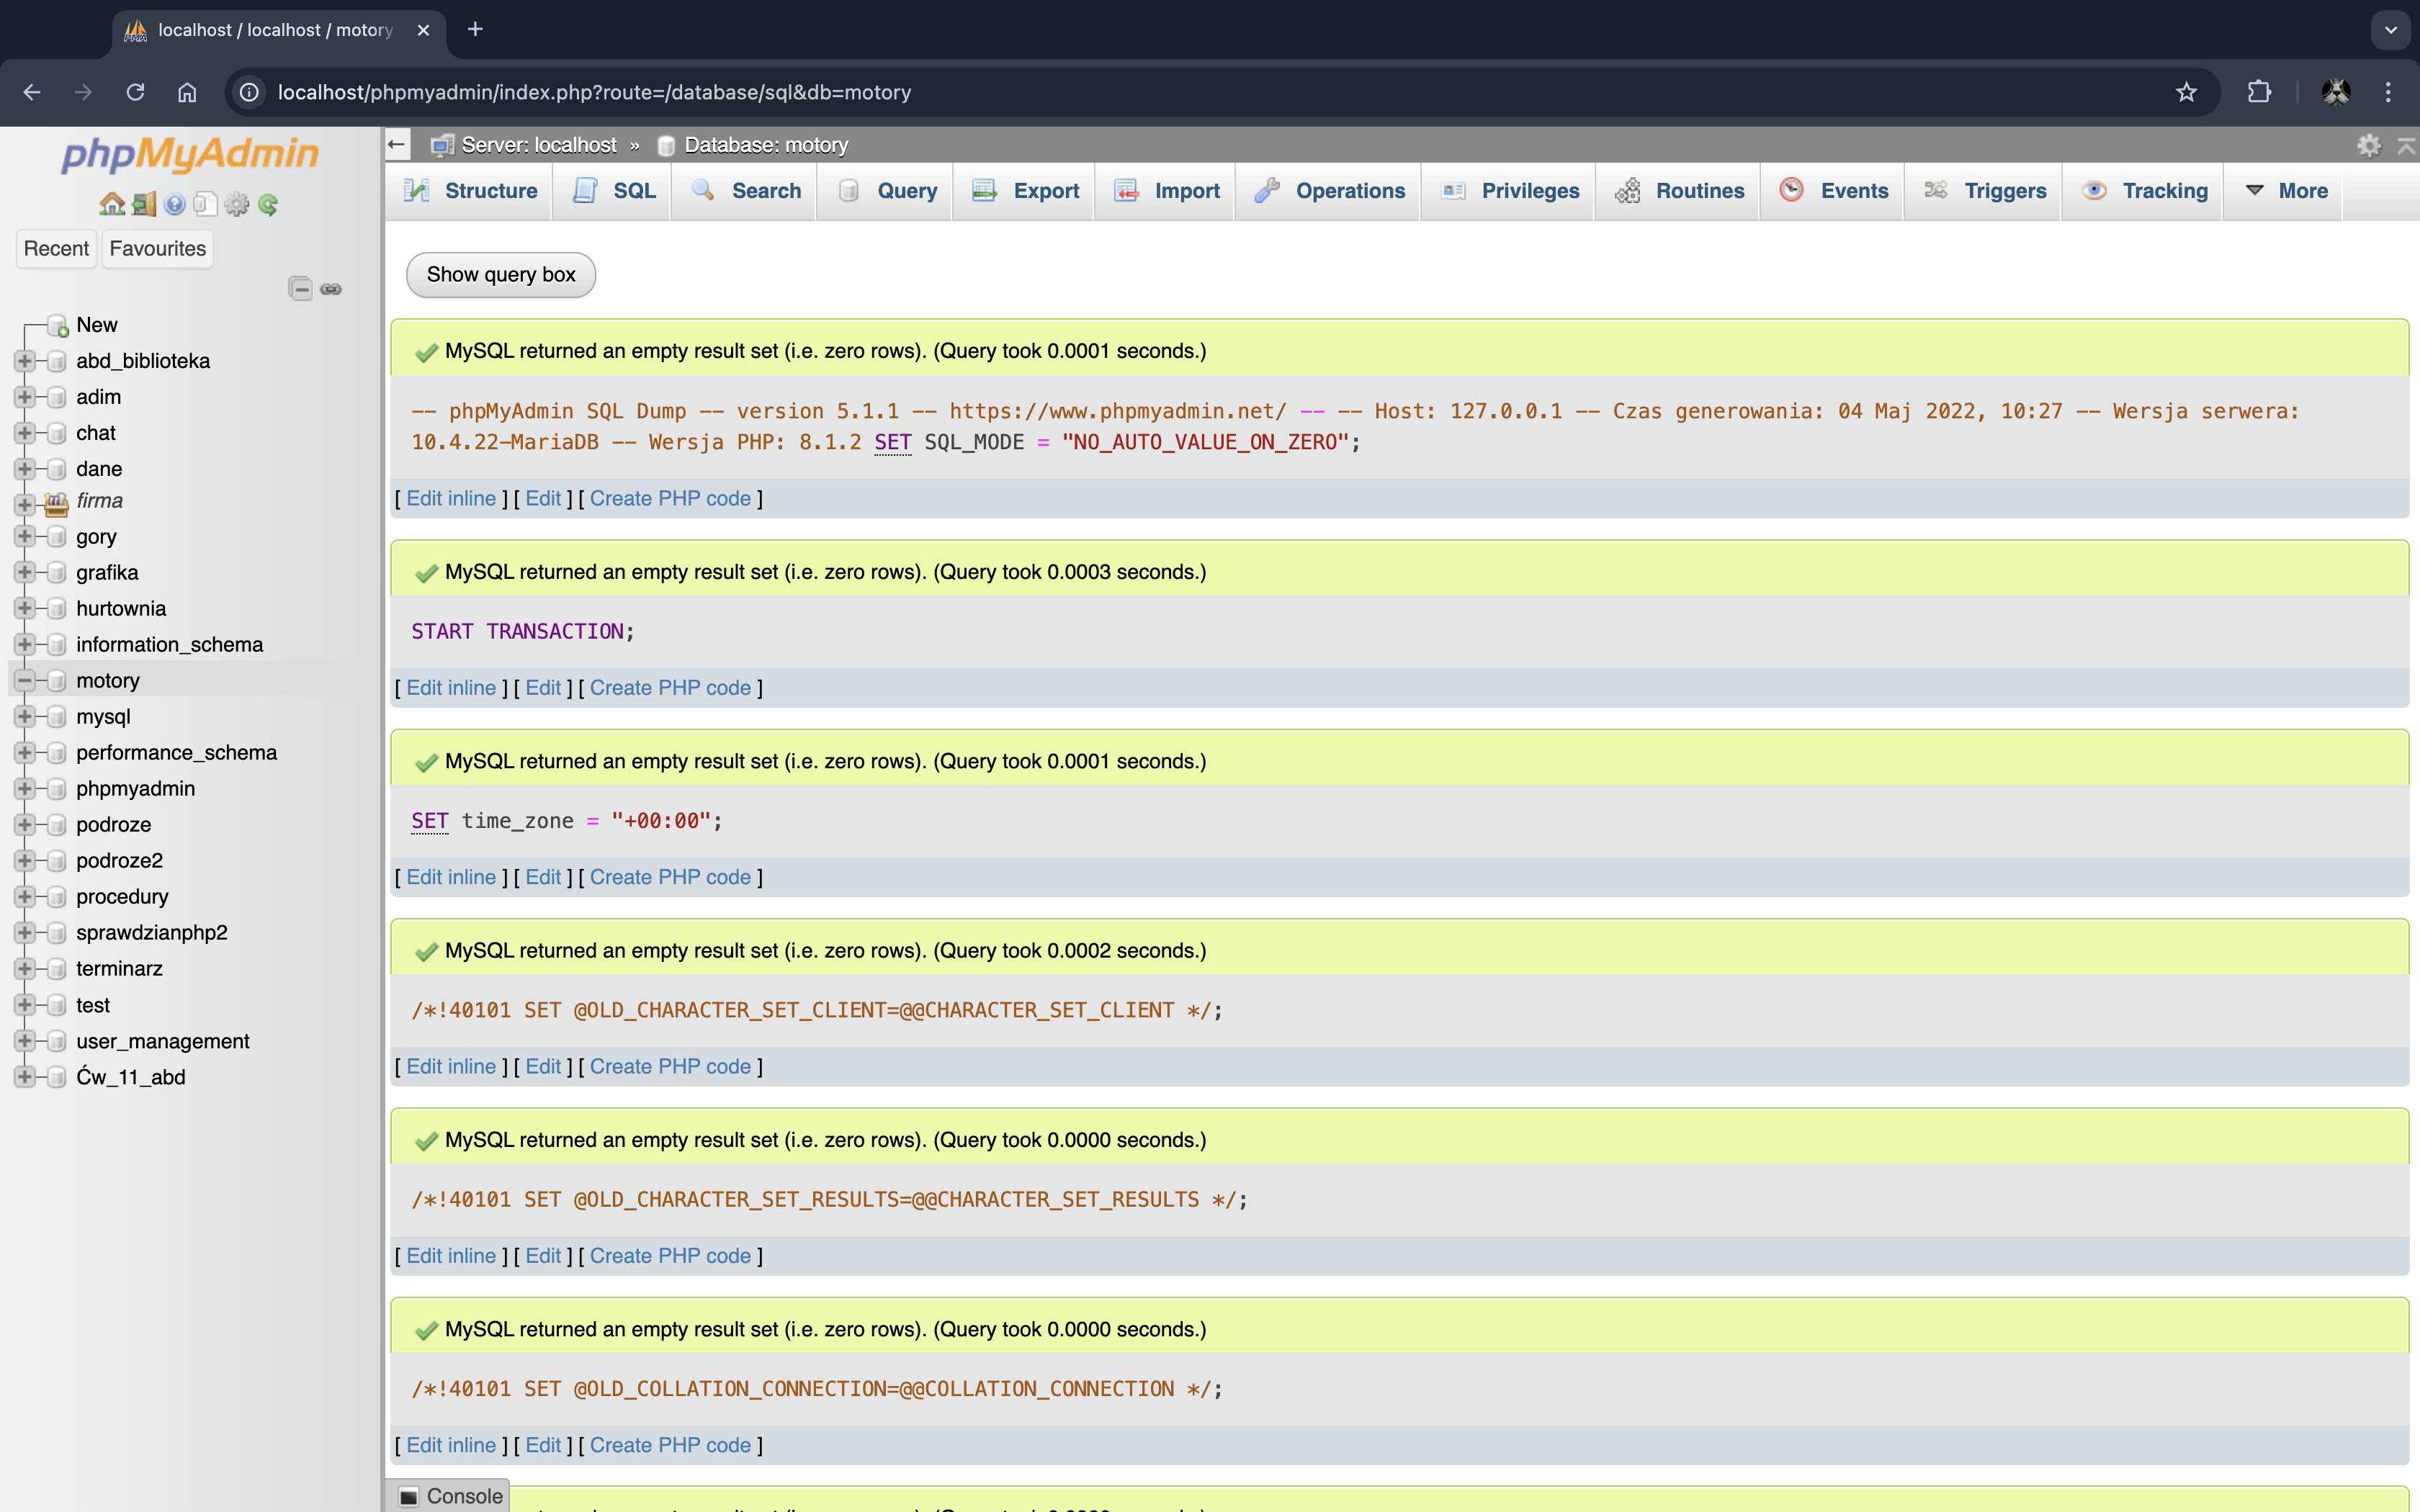 localhost / localhost / motory
localhost/phpmyadmin/index.php?route=/database/sql&db=motory
phpMyAdmin
Recent
Favourites
New
abd_biblioteka
adim
chat
dane
firma
gory
grafika
hurtownia
information_schema
motory
mysql
performance_schema
phpmyadmin
podroze
podroze2
procedury
sprawdzianphp2
terminarz
test
user_management
Ćw_11_abd
Server: localhost » Database: motory
Structure SQL Search Query Export Import Operations Privileges Routines Events Triggers Tracking More
Show query box
MySQL returned an empty result set (i.e. zero rows). (Query took 0.0001 seconds.)
-- phpMyAdmin SQL Dump -- version 5.1.1 -- https://www.phpmyadmin.net/ -- -- Host: 127.0.0.1 -- Czas generowania: 04 Maj 2022, 10:27 -- Wersja serwera:
10.4.22-MariaDB -- Wersja PHP: 8.1.2 SET SQL_MODE = "NO_AUTO_VALUE_ON_ZERO";
[ Edit inline ] [ Edit ] [ Create PHP code ]
MySQL returned an empty result set (i.e. zero rows). (Query took 0.0003 seconds.)
START TRANSACTION;
[ Edit inline ] [ Edit ] [ Create PHP code ]
MySQL returned an empty result set (i.e. zero rows). (Query took 0.0001 seconds.)
SET time_zone = "+00:00";
[ Edit inline ] [ Edit ] [ Create PHP code ]
MySQL returned an empty result set (i.e. zero rows). (Query took 0.0002 seconds.)
/*!40101 SET @OLD_CHARACTER_SET_CLIENT=@@CHARACTER_SET_CLIENT */;
[ Edit inline ] [ Edit ] [ Create PHP code ]
MySQL returned an empty result set (i.e. zero rows). (Query took 0.0000 seconds.)
/*!40101 SET @OLD_CHARACTER_SET_RESULTS=@@CHARACTER_SET_RESULTS */;
[ Edit inline ] [ Edit ] [ Create PHP code ]
MySQL returned an empty result set (i.e. zero rows). (Query took 0.0000 seconds.)
/*!40101 SET @OLD_COLLATION_CONNECTION=@@COLLATION_CONNECTION */;
[ Edit inline ] [ Edit ] [ Create PHP code ]
Console